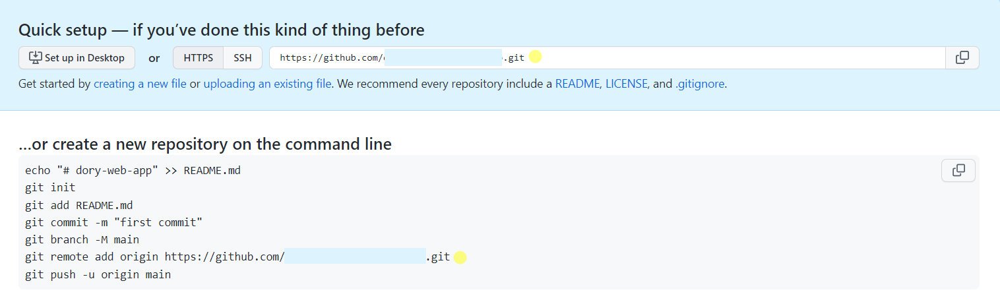 Quick setup — if you’ve done this kind of thing before
Set up in Desktop or HTTPS SSH https://github.com/ .git
Get started by creating a new file or uploading an existing file. We recommend every repository include a README, LICENSE, and .gitignore.
...or create a new repository on the command line
echo "# dory-web-app" >> README.md
git init
git add README.md
git commit -m "first commit"
git branch -M main
git remote add origin https://github.com/ .git
git push -u origin main